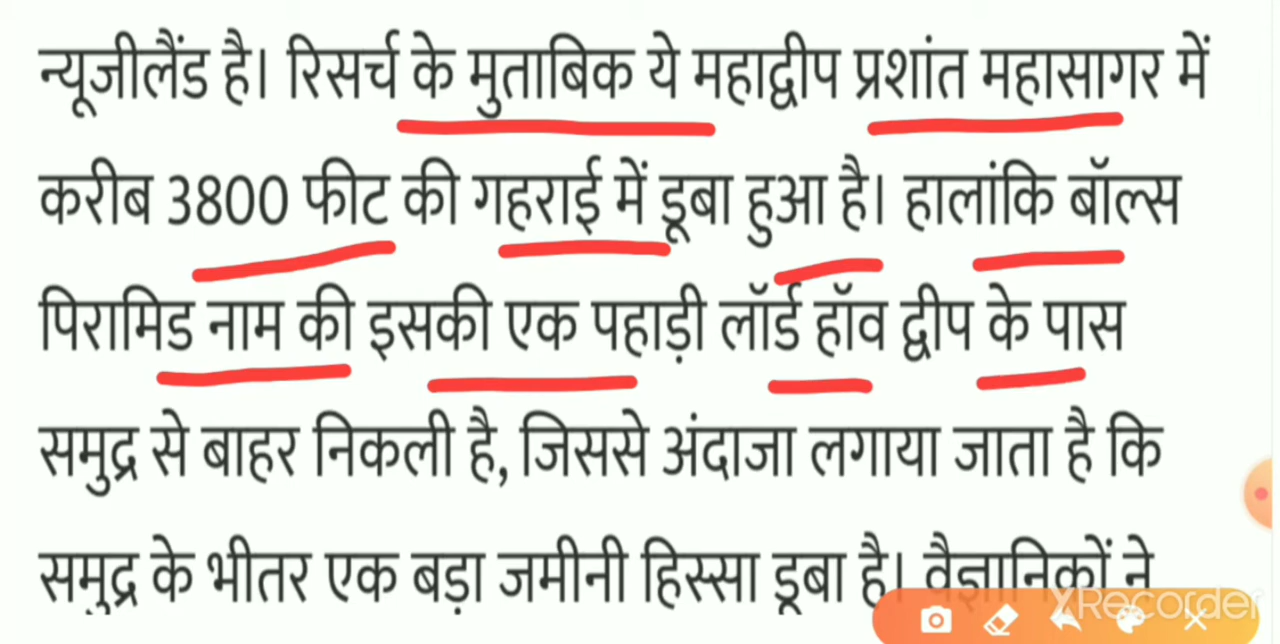 न्यूजीलैंड है। रिसर्च के मुताबिक ये महाद्वीप प्रशांत महासागर में
करीब 3800 फीट की गहराई में डूबा हुआ है। हालांकि बॉल्स
पिरामिड नाम की इसकी एक पहाड़ी लॉर्ड हॉव द्वीप के पास
समुद्र से बाहर निकली है, जिससे अंदाजा लगाया जाता है कि
समुद्र के भीतर एक बड़ा जमीनी हिस्सा डूबा है। वैज्ञानिकों ने
XRecorder